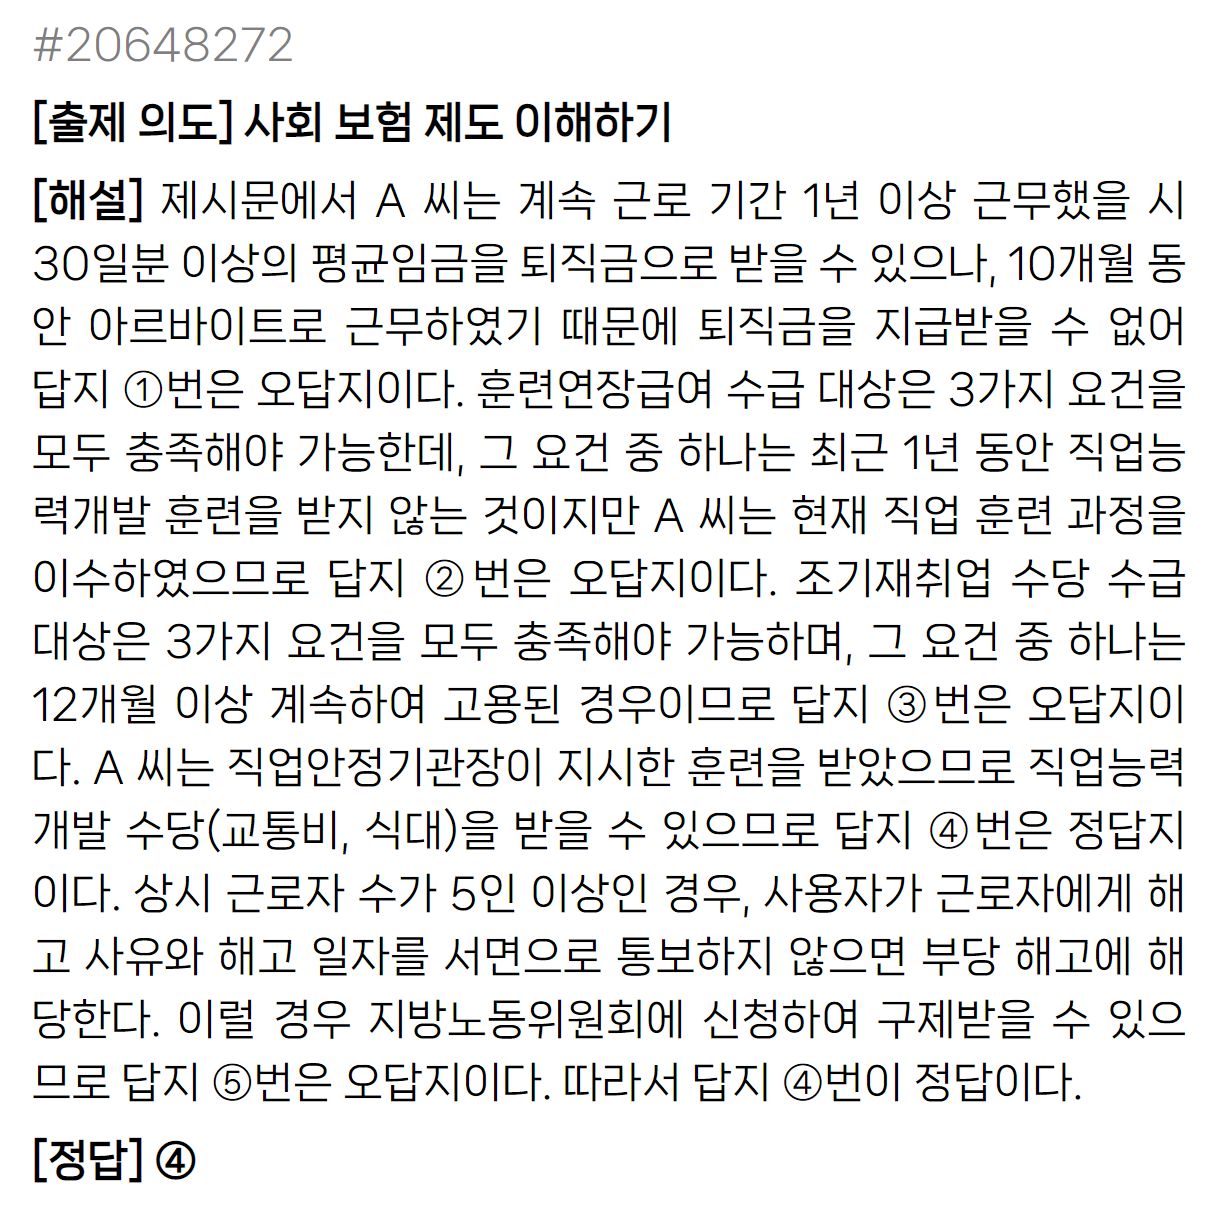 #20648272
[출제 의도] 사회 보험 제도 이해하기
[해설] 제시문에서 A 씨는 계속 근로 기간 1년 이상 근무했을 시
30일분 이상의 평균임금을 퇴직금으로 받을 수 있으나, 10개월 동
안 아르바이트로 근무하였기 때문에 퇴직금을 지급받을 수 없어
답지 ①번은 오답지이다. 훈련연장급여 수급 대상은 3가지 요건을
모두 충족해야 가능한데, 그 요건 중 하나는 최근 1년 동안 직업능
력개발 훈련을 받지 않는 것이지만 A 씨는 현재 직업 훈련 과정을
이수하였으므로 답지 ②번은 오답지이다. 조기재취업 수당 수급
대상은 3가지 요건을 모두 충족해야 가능하며, 그 요건 중 하나는
12개월 이상 계속하여 고용된 경우이므로 답지 ③번은 오답지이
다. A 씨는 직업안정기관장이 지시한 훈련을 받았으므로 직업능력
개발 수당(교통비, 식대)을 받을 수 있으므로 답지 ④번은 정답지
이다. 상시 근로자 수가 5인 이상인 경우, 사용자가 근로자에게 해
고 사유와 해고 일자를 서면으로 통보하지 않으면 부당 해고에 해
당한다. 이럴 경우 지방노동위원회에 신청하여 구제받을 수 있으
므로 답지 ⑤번은 오답지이다. 따라서 답지 ④번이 정답이다.
[정답] ④